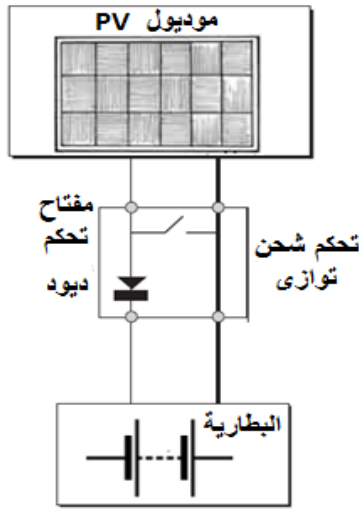 موديول PV
مفتاح
تحكم
ديود
تحكم شحن
توازى
البطارية